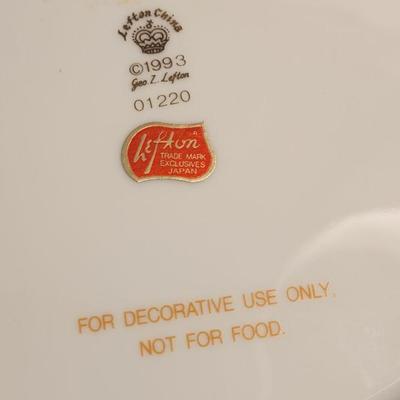 Lefton China
©1993
Geo. Z. Lefton
01220
Lefton
TRADE MARK
EXCLUSIVES
JAPAN
FOR DECORATIVE USE ONLY.
NOT FOR FOOD.